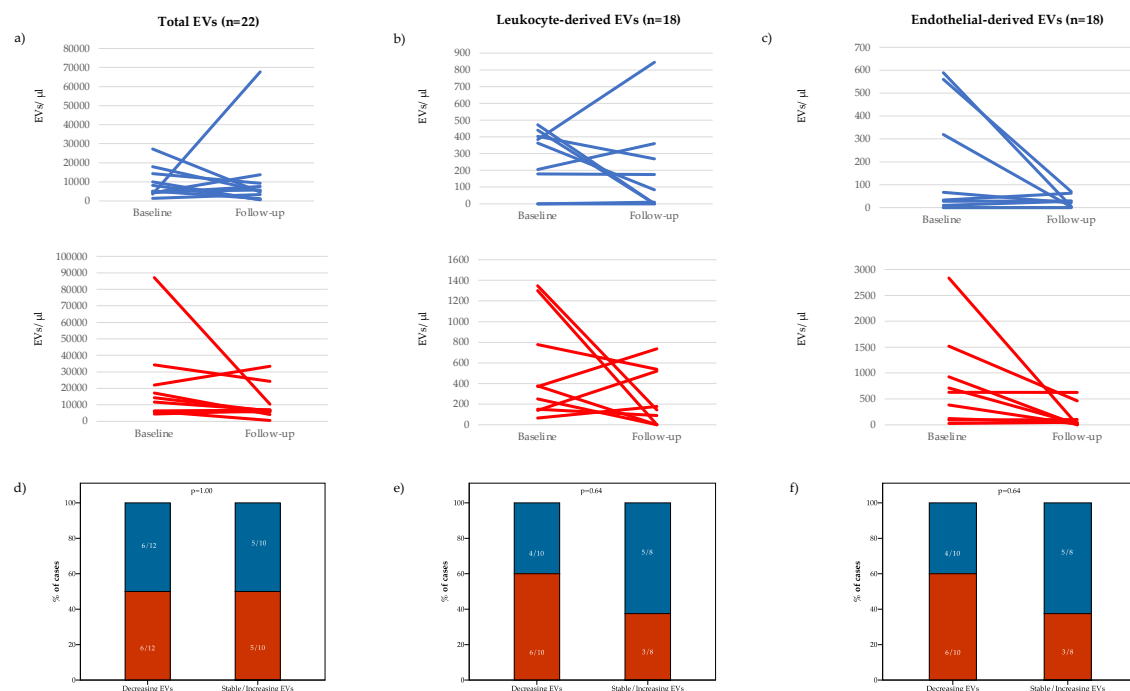 Total EVs (n=22)
a)
EVs/ μl
80000
70000
60000
50000
40000
30000
20000
10000
0
Baseline
Follow-up
Leukocyte-derived EVs (n=18)
b)
EVs/ μl
900
800
700
600
500
400
300
200
100
0
Baseline
Follow-up
Endothelial-derived EVs (n=18)
c)
EVs/ μl
700
600
500
400
300
200
100
0
Baseline
Follow-up
EVs/ μl
100000
90000
80000
70000
60000
50000
40000
30000
20000
10000
0
Baseline
Follow-up
EVs/ μl
1600
1400
1200
1000
800
600
400
200
0
Baseline
Follow-up
EVs/ μl
3000
2500
2000
1500
1000
500
0
Baseline
Follow-up
d)
p=1.00
% of cases
100
80
60
40
20
0
6/12
5/10
6/12
5/10
Decreasing EVs
Stable/Increasing EVs
e)
p=0.64
% of cases
100
80
60
40
20
0
4/10
5/8
6/10
3/8
Decreasing EVs
Stable/Increasing EVs
f)
p=0.64
% of cases
100
80
60
40
20
0
4/10
5/8
6/10
3/8
Decreasing EVs
Stable/Increasing EVs